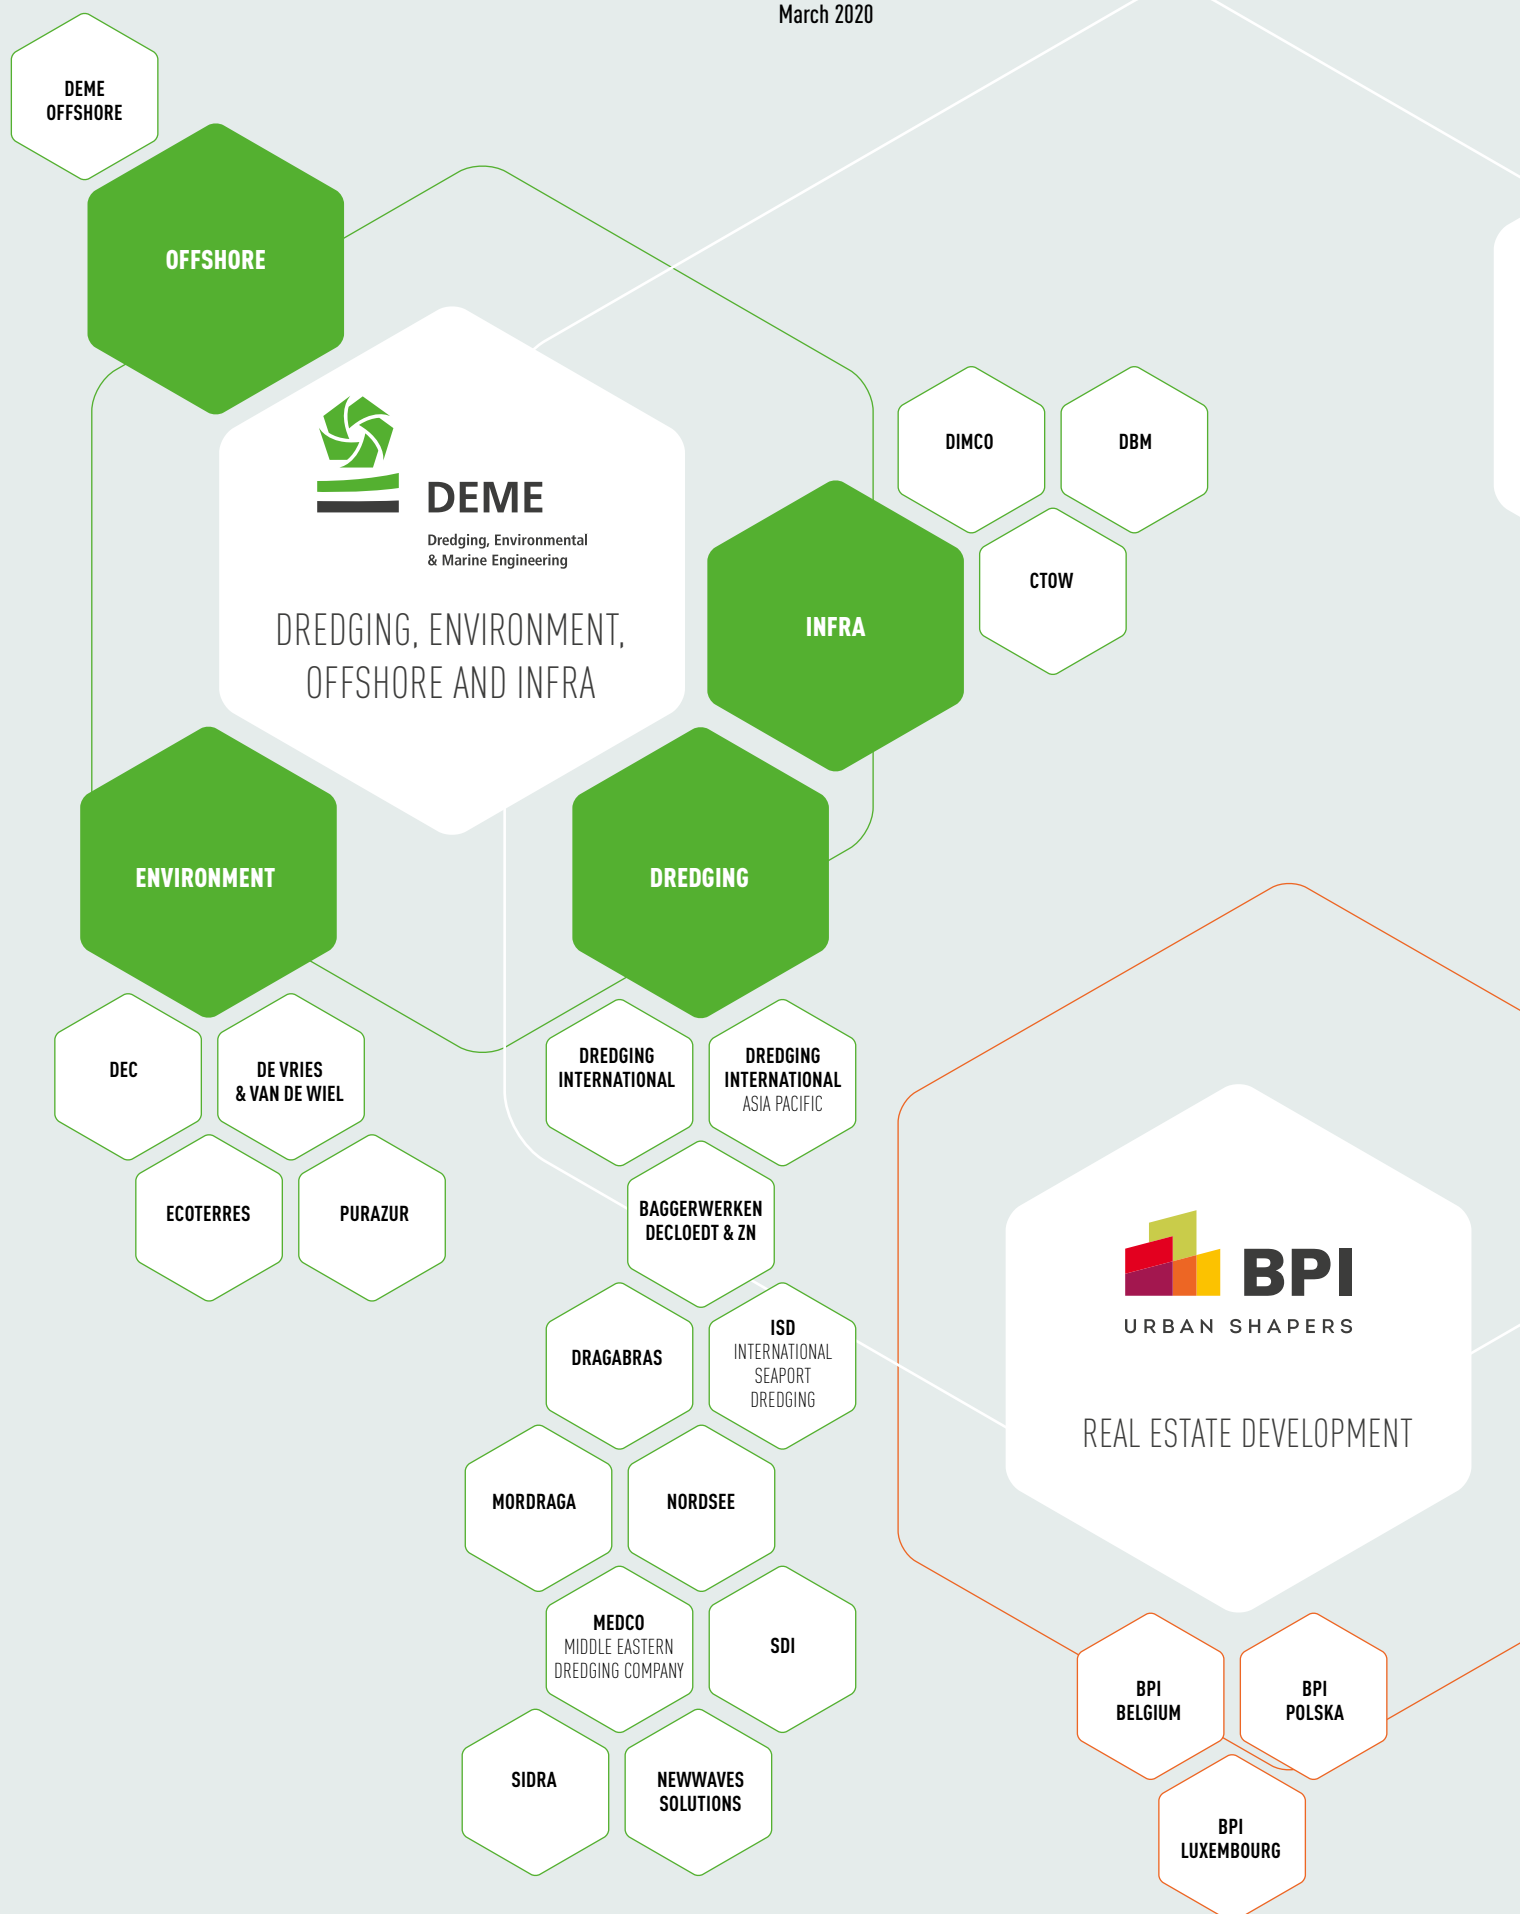 March 2020
DEME
OFFSHORE
OFFSHORE
DEME
Dredging, Environmental
& Marine Engineering
DREDGING, ENVIRONMENT,
OFFSHORE AND INFRA
DIMCO
DBM
CTOW
INFRA
ENVIRONMENT
DREDGING
DEC
DE VRIES
& VAN DE WIEL
ECOTERRES
PURAZUR
DREDGING
INTERNATIONAL
DREDGING
INTERNATIONAL
ASIA PACIFIC
BAGGERWERKEN
DECLOEDT & ZN
DRAGABRAS
ISD
INTERNATIONAL
SEAPORT
DREDGING
MORDRAGA
NORDSEE
MEDCO
MIDDLE EASTERN
DREDGING COMPANY
SDI
SIDRA
NEWWAVES
SOLUTIONS
BPI
URBAN SHAPERS
REAL ESTATE DEVELOPMENT
BPI
BELGIUM
BPI
POLSKA
BPI
LUXEMBOURG